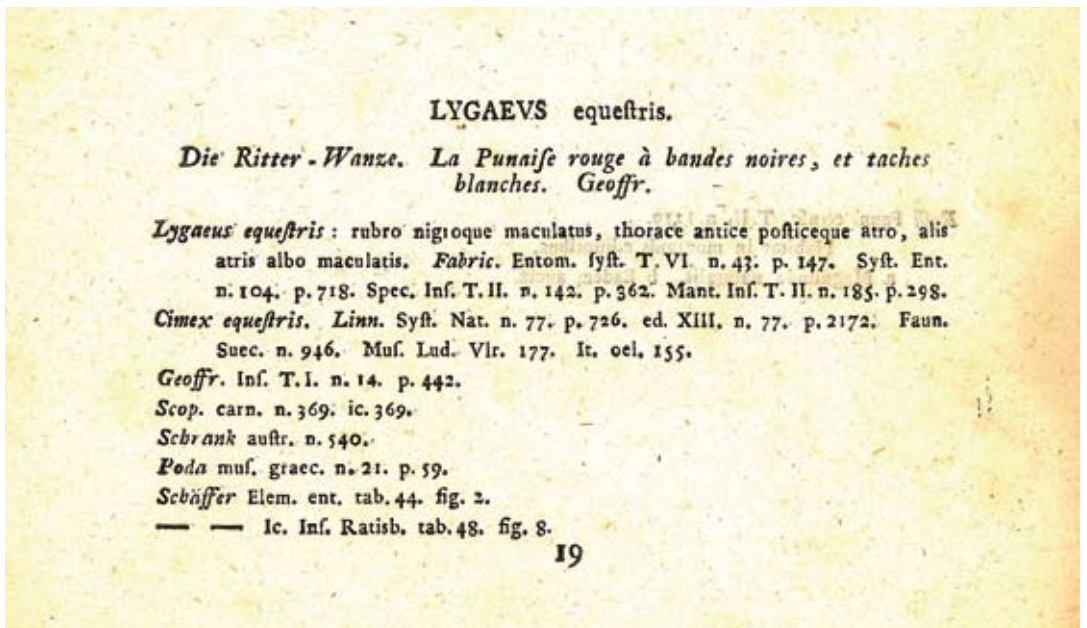 LYGAEVS equeſtris.
Die Ritter-Wanze. La Punaiſe rouge à bandes noires, et taches
blanches. Geoffr.
Lygaeus equeſtris: rubro nigroque maculatus, thorace antice poſticeque atro, alis
atris albo maculatis. Fabric. Entom. ſyſt. T. VI. n. 43. p. 147. Syſt. Ent.
n. 104. p. 718. Spec. Inſ. T. II. n. 142. p. 362. Mant. Inſ. T. II. n. 185. p. 298.
Cimex equeſtris. Linn. Syſt. Nat. n. 77. p. 726. ed. XIII. n. 77. p. 2172. Faun.
Suec. n. 946. Muſ. Lud. Vlr. 177. It. oel. 155.
Geoffr. Inſ. T. I. n. 14. p. 442.
Scop. carn. n. 369. ic. 369.
Schrank auſtr. n. 540.
Poda muſ. graec. n. 21. p. 59.
Schäffer Elem. ent. tab. 44. fig. 2.
— — Ic. Inſ. Ratisb. tab. 48. fig. 8.
19